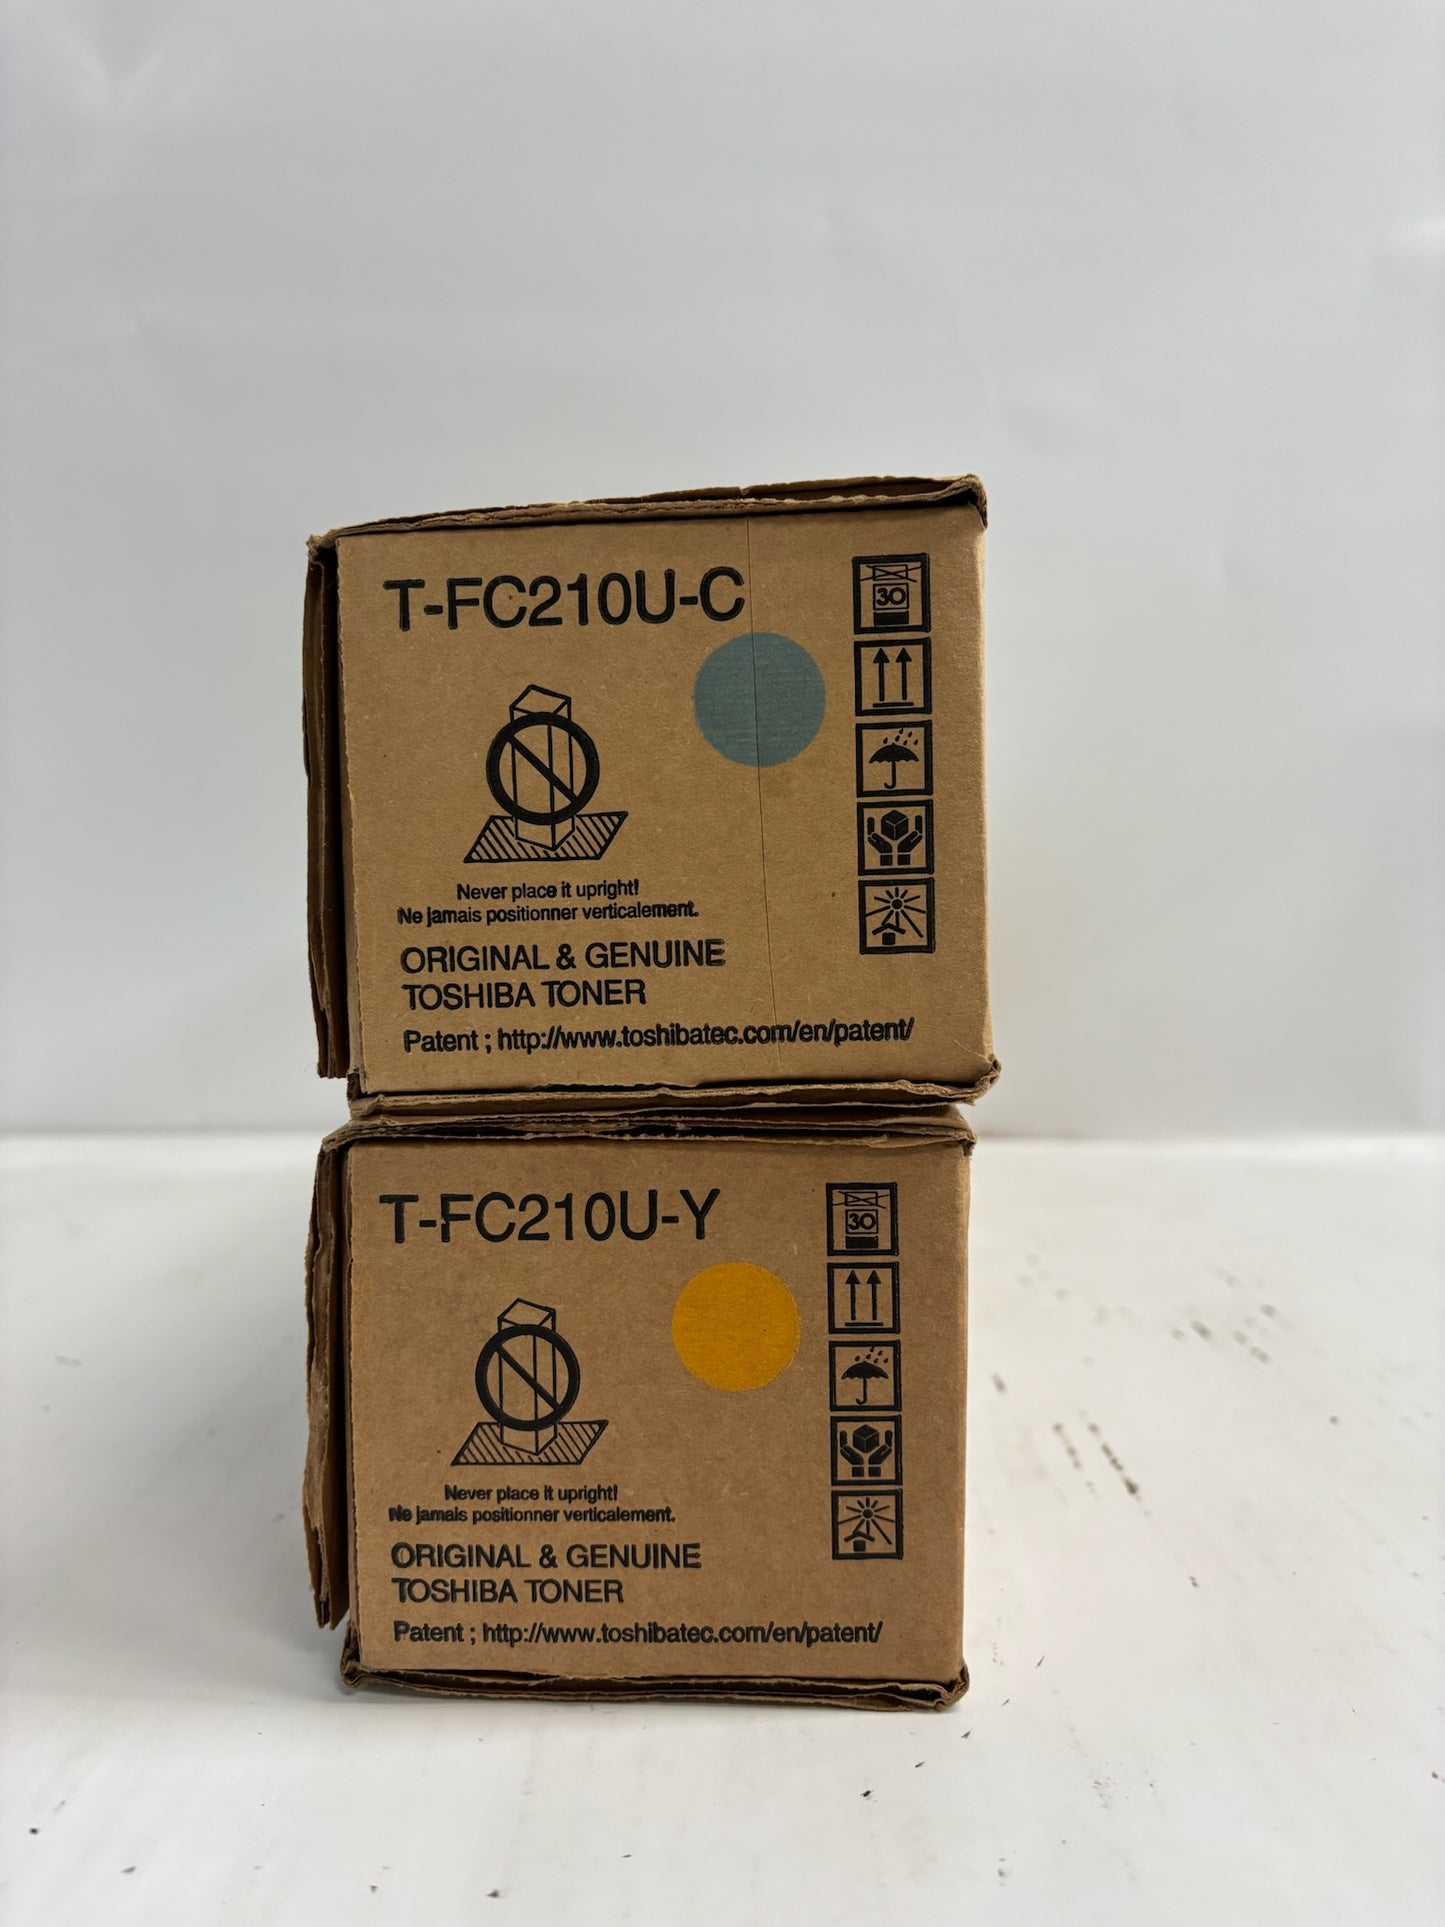 T-FC210U-C
30
Never place it upright!
Ne jamais positionner verticalement.
ORIGINAL & GENUINE
TOSHIBA TONER
Patent ; http://www.toshibatec.com/en/patent/
T-FC210U-Y
30
Never place it upright!
Ne jamais positionner verticalement.
ORIGINAL & GENUINE
TOSHIBA TONER
Patent ; http://www.toshibatec.com/en/patent/